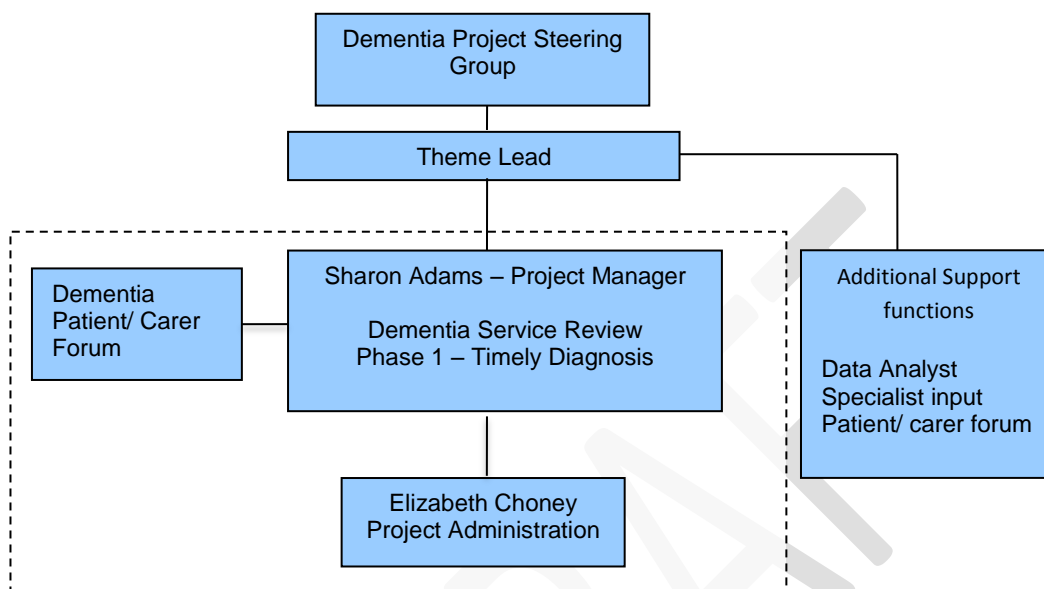 Dementia Project Steering
Group
Theme Lead
Sharon Adams – Project Manager
Dementia Service Review
Phase 1 – Timely Diagnosis
Dementia
Patient/ Carer
Forum
Additional Support
functions
Data Analyst
Specialist input
Patient/ carer forum
Elizabeth Choney
Project Administration
DRAFT